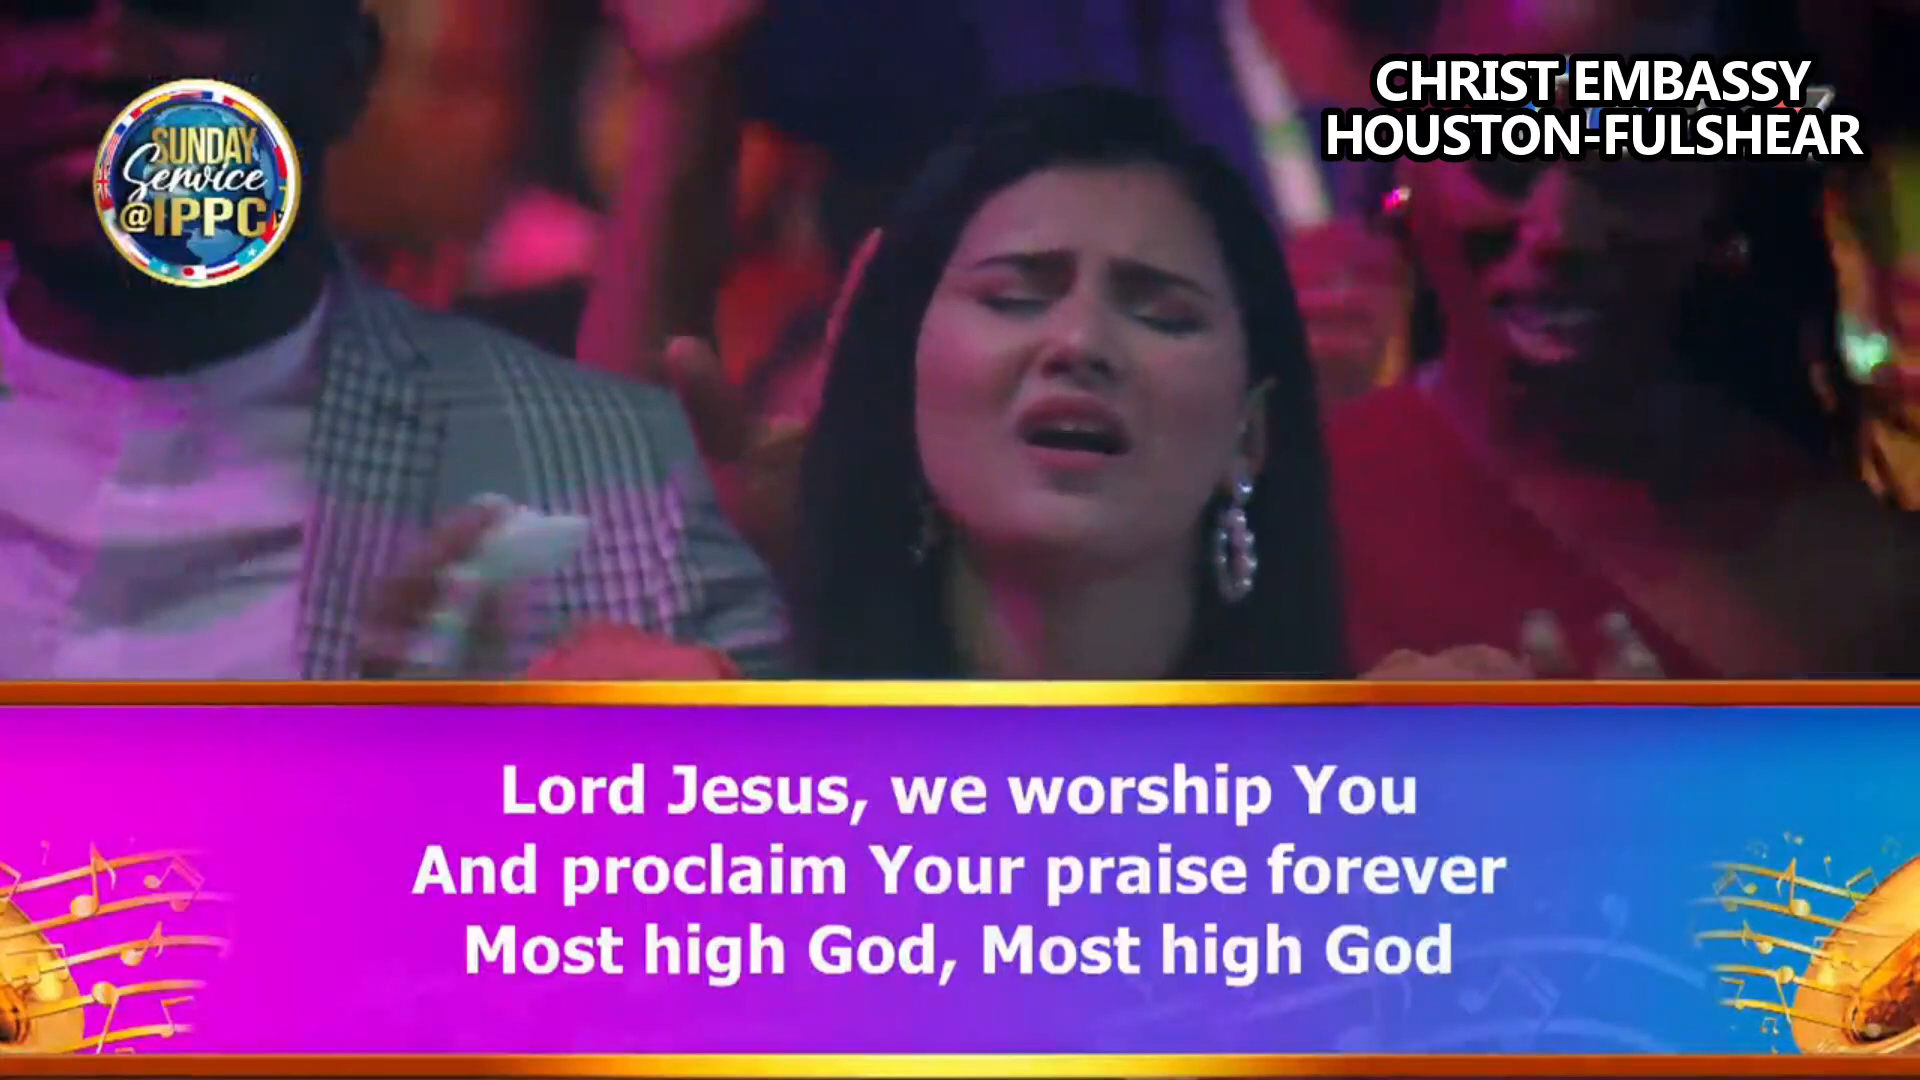 SUNDAY
Service
@IPPC
CHRIST EMBASSY
HOUSTON-FULSHEAR
Lord Jesus, we worship You
And proclaim Your praise forever
Most high God, Most high God